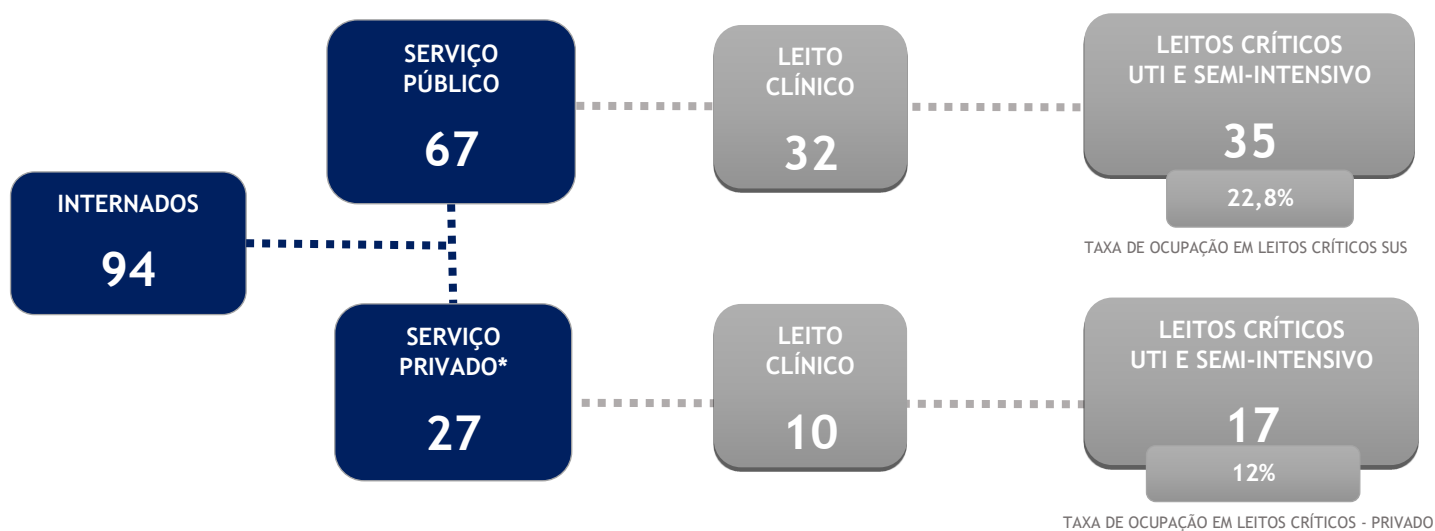 INTERNADOS
94
SERVIÇO
PÚBLICO
67
LEITO
CLÍNICO
32
LEITOS CRÍTICOS
UTI E SEMI-INTENSIVO
35
22,8%
TAXA DE OCUPAÇÃO EM LEITOS CRÍTICOS SUS
SERVIÇO
PRIVADO*
27
LEITO
CLÍNICO
10
LEITOS CRÍTICOS
UTI E SEMI-INTENSIVO
17
12%
TAXA DE OCUPAÇÃO EM LEITOS CRÍTICOS - PRIVADO